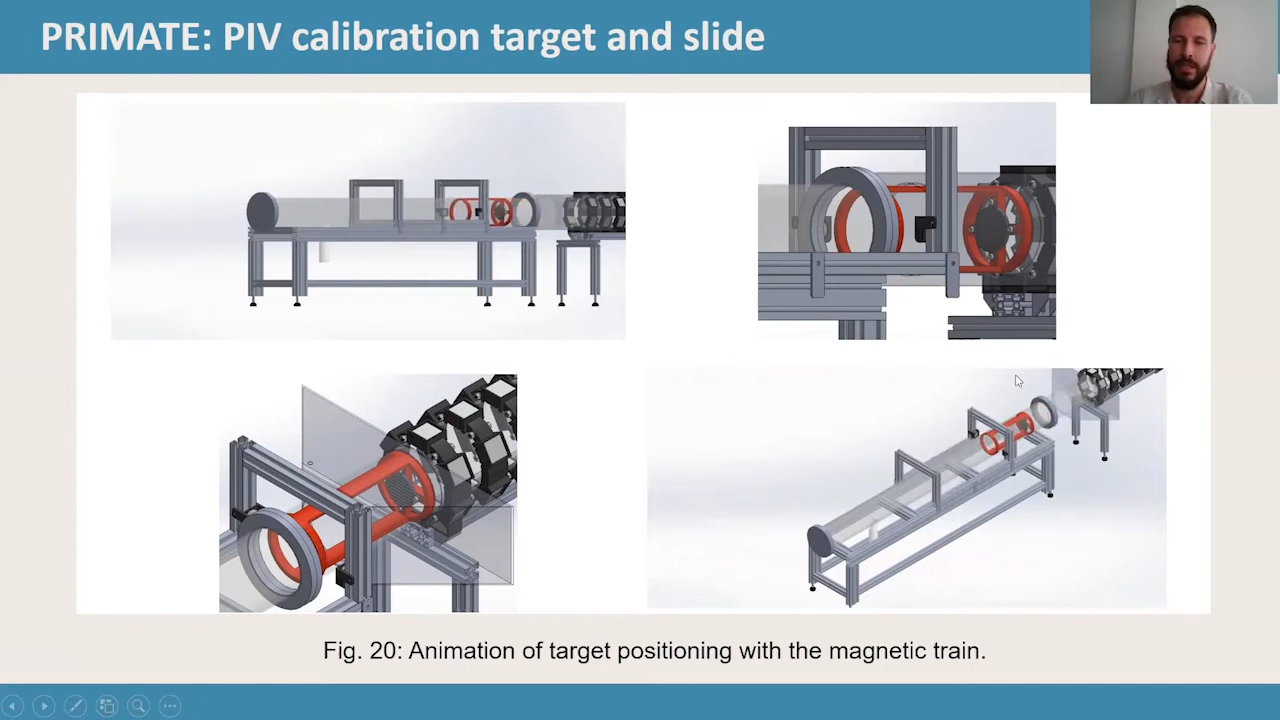 PRIMATE: PIV calibration target and slide
Fig. 20: Animation of target positioning with the magnetic train.